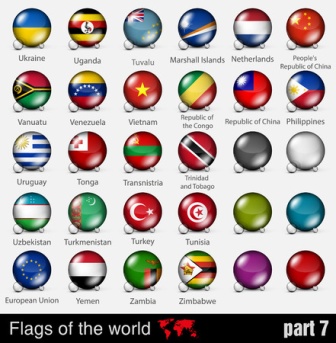 Ukraine
Uganda
Tuvalu
Marshall Islands
Netherlands
People's
Republic of China
Vanuatu
Venezuela
Vietnam
Republic of
the Congo
Republic of China
Philippines
Uruguay
Tonga
Transnistria
Trinidad
and Tobago
Uzbekistan
Turkmenistan
Turkey
Tunisia
European Union
Yemen
Zambia
Zimbabwe
Flags of the world
part 7